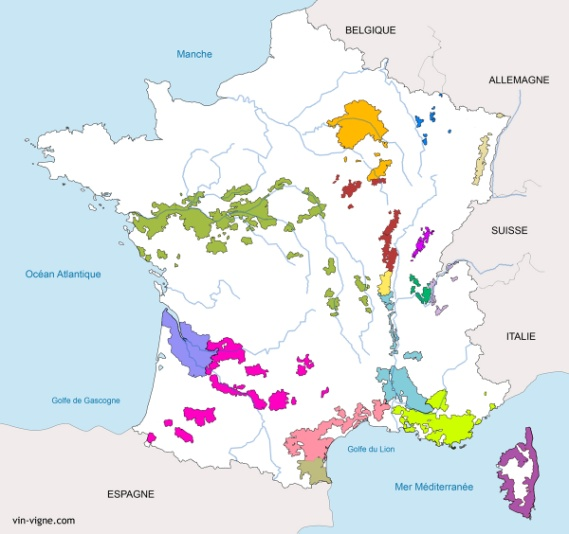 BELGIQUE
Manche
ALLEMAGNE
SUISSE
Océan Atlantique
ITALIE
Golfe de Gascogne
Golfe du Lion
Mer Méditerranée
ESPAGNE
vin-vigne.com